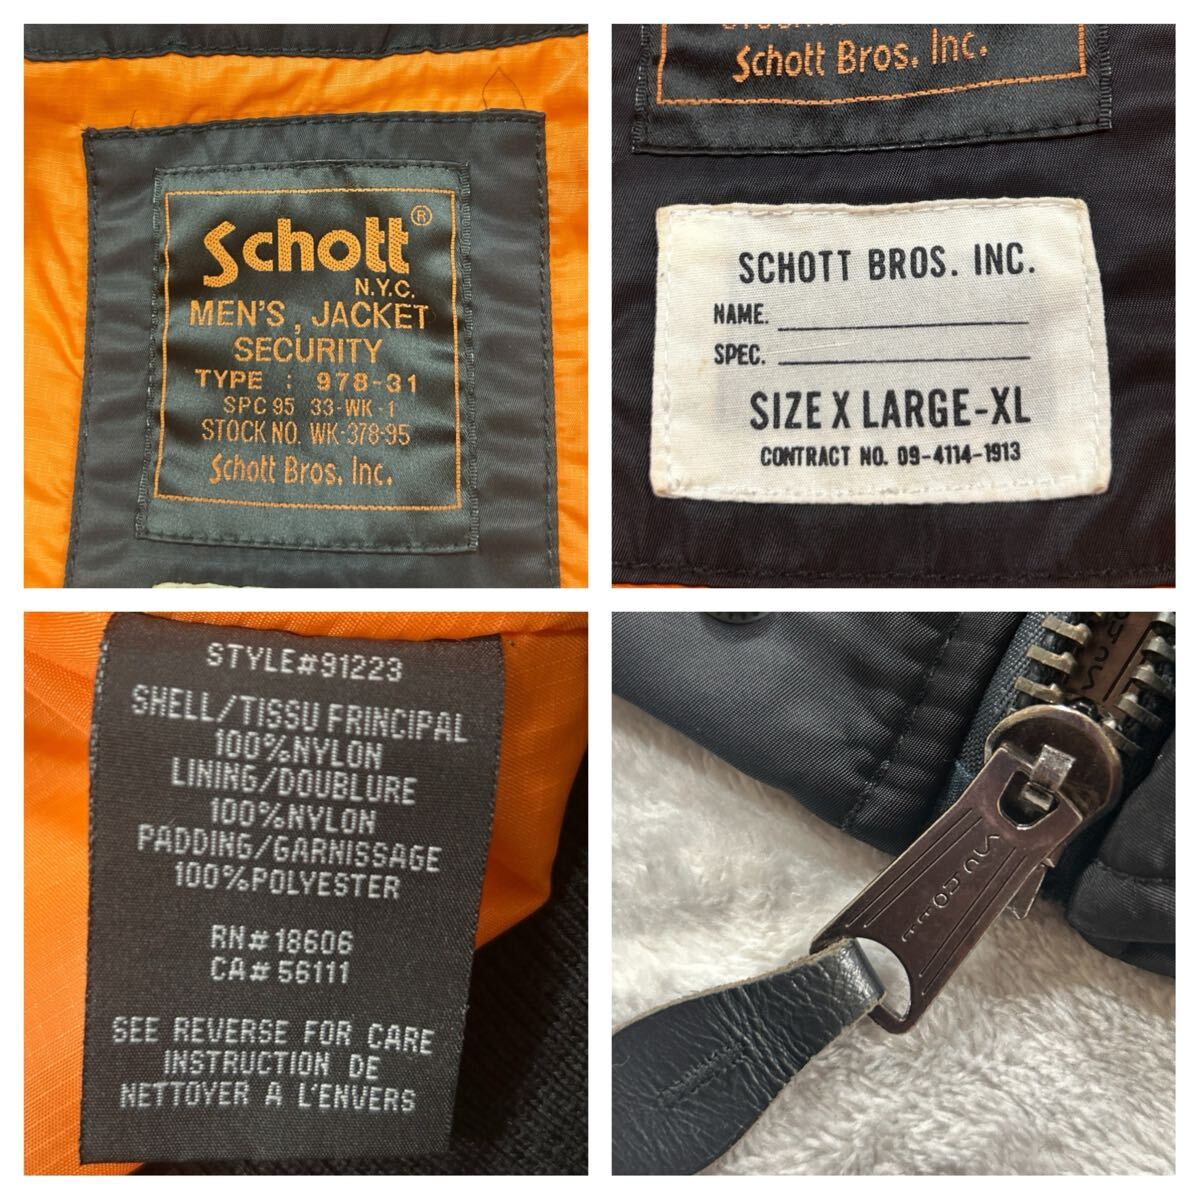 Schott®
N.Y.C.
MEN'S, JACKET
SECURITY
TYPE : 978-31
SPC 95 33-WK-1
STOCK NO. WK-378-95
Schott Bros. Inc.
Schott Bros. Inc.
SCHOTT BROS. INC.
NAME.
SPEC.
SIZE X LARGE-XL
CONTRACT NO. 09-4114-1913
STYLE#91223
SHELL/TISSU FRINCIPAL
100%NYLON
LINING/DOUBLURE
100%NYLON
PADDING/GARNISSAGE
100%POLYESTER
RN#18606
CA#56111
SEE REVERSE FOR CARE
INSTRUCTION DE
NETTOYER A L'ENVERS